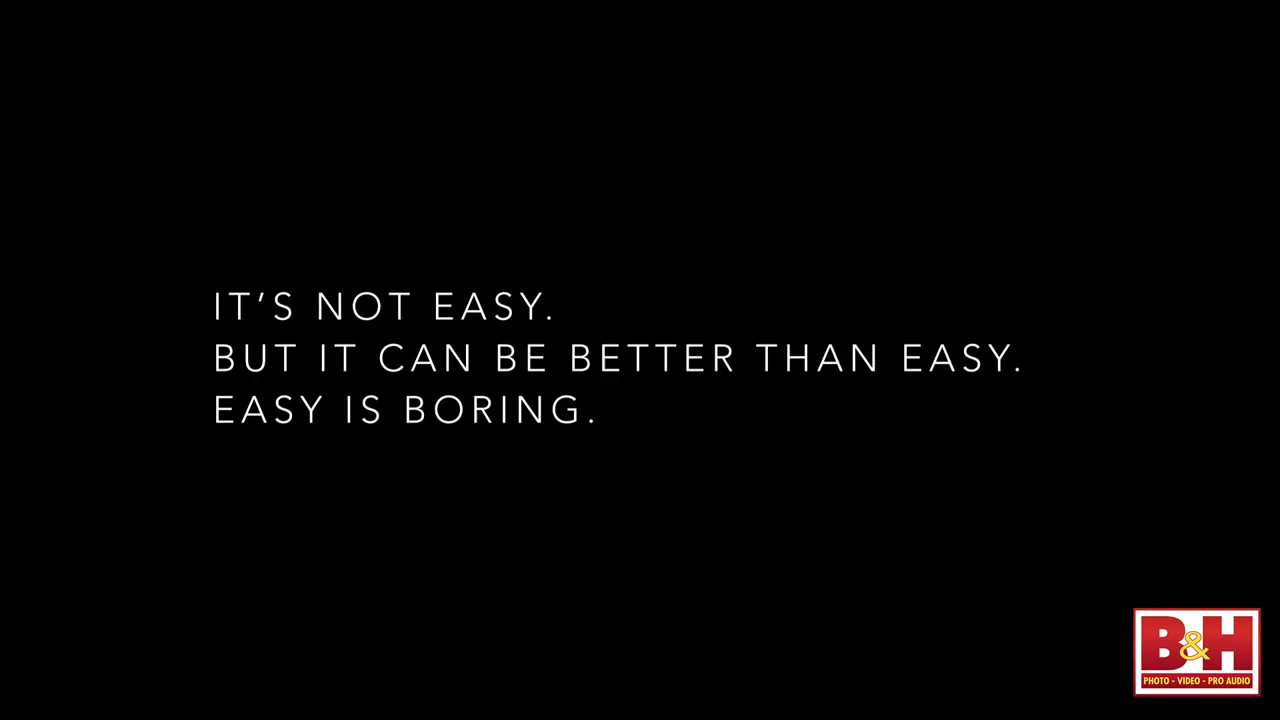 IT’S NOT EASY.
BUT IT CAN BE BETTER THAN EASY.
EASY IS BORING.
B&H
PHOTO - VIDEO - PRO AUDIO